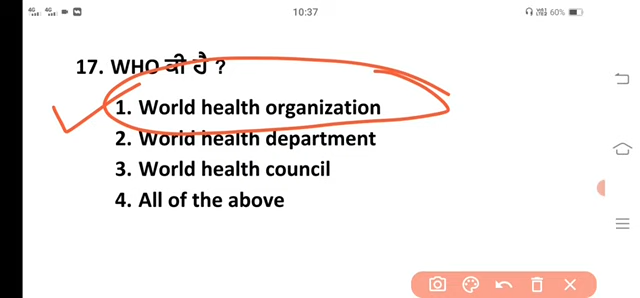 10:37
60%
17. WHO ਕੀ ਹੈ ?
1. World health organization
2. World health department
3. World health council
4. All of the above